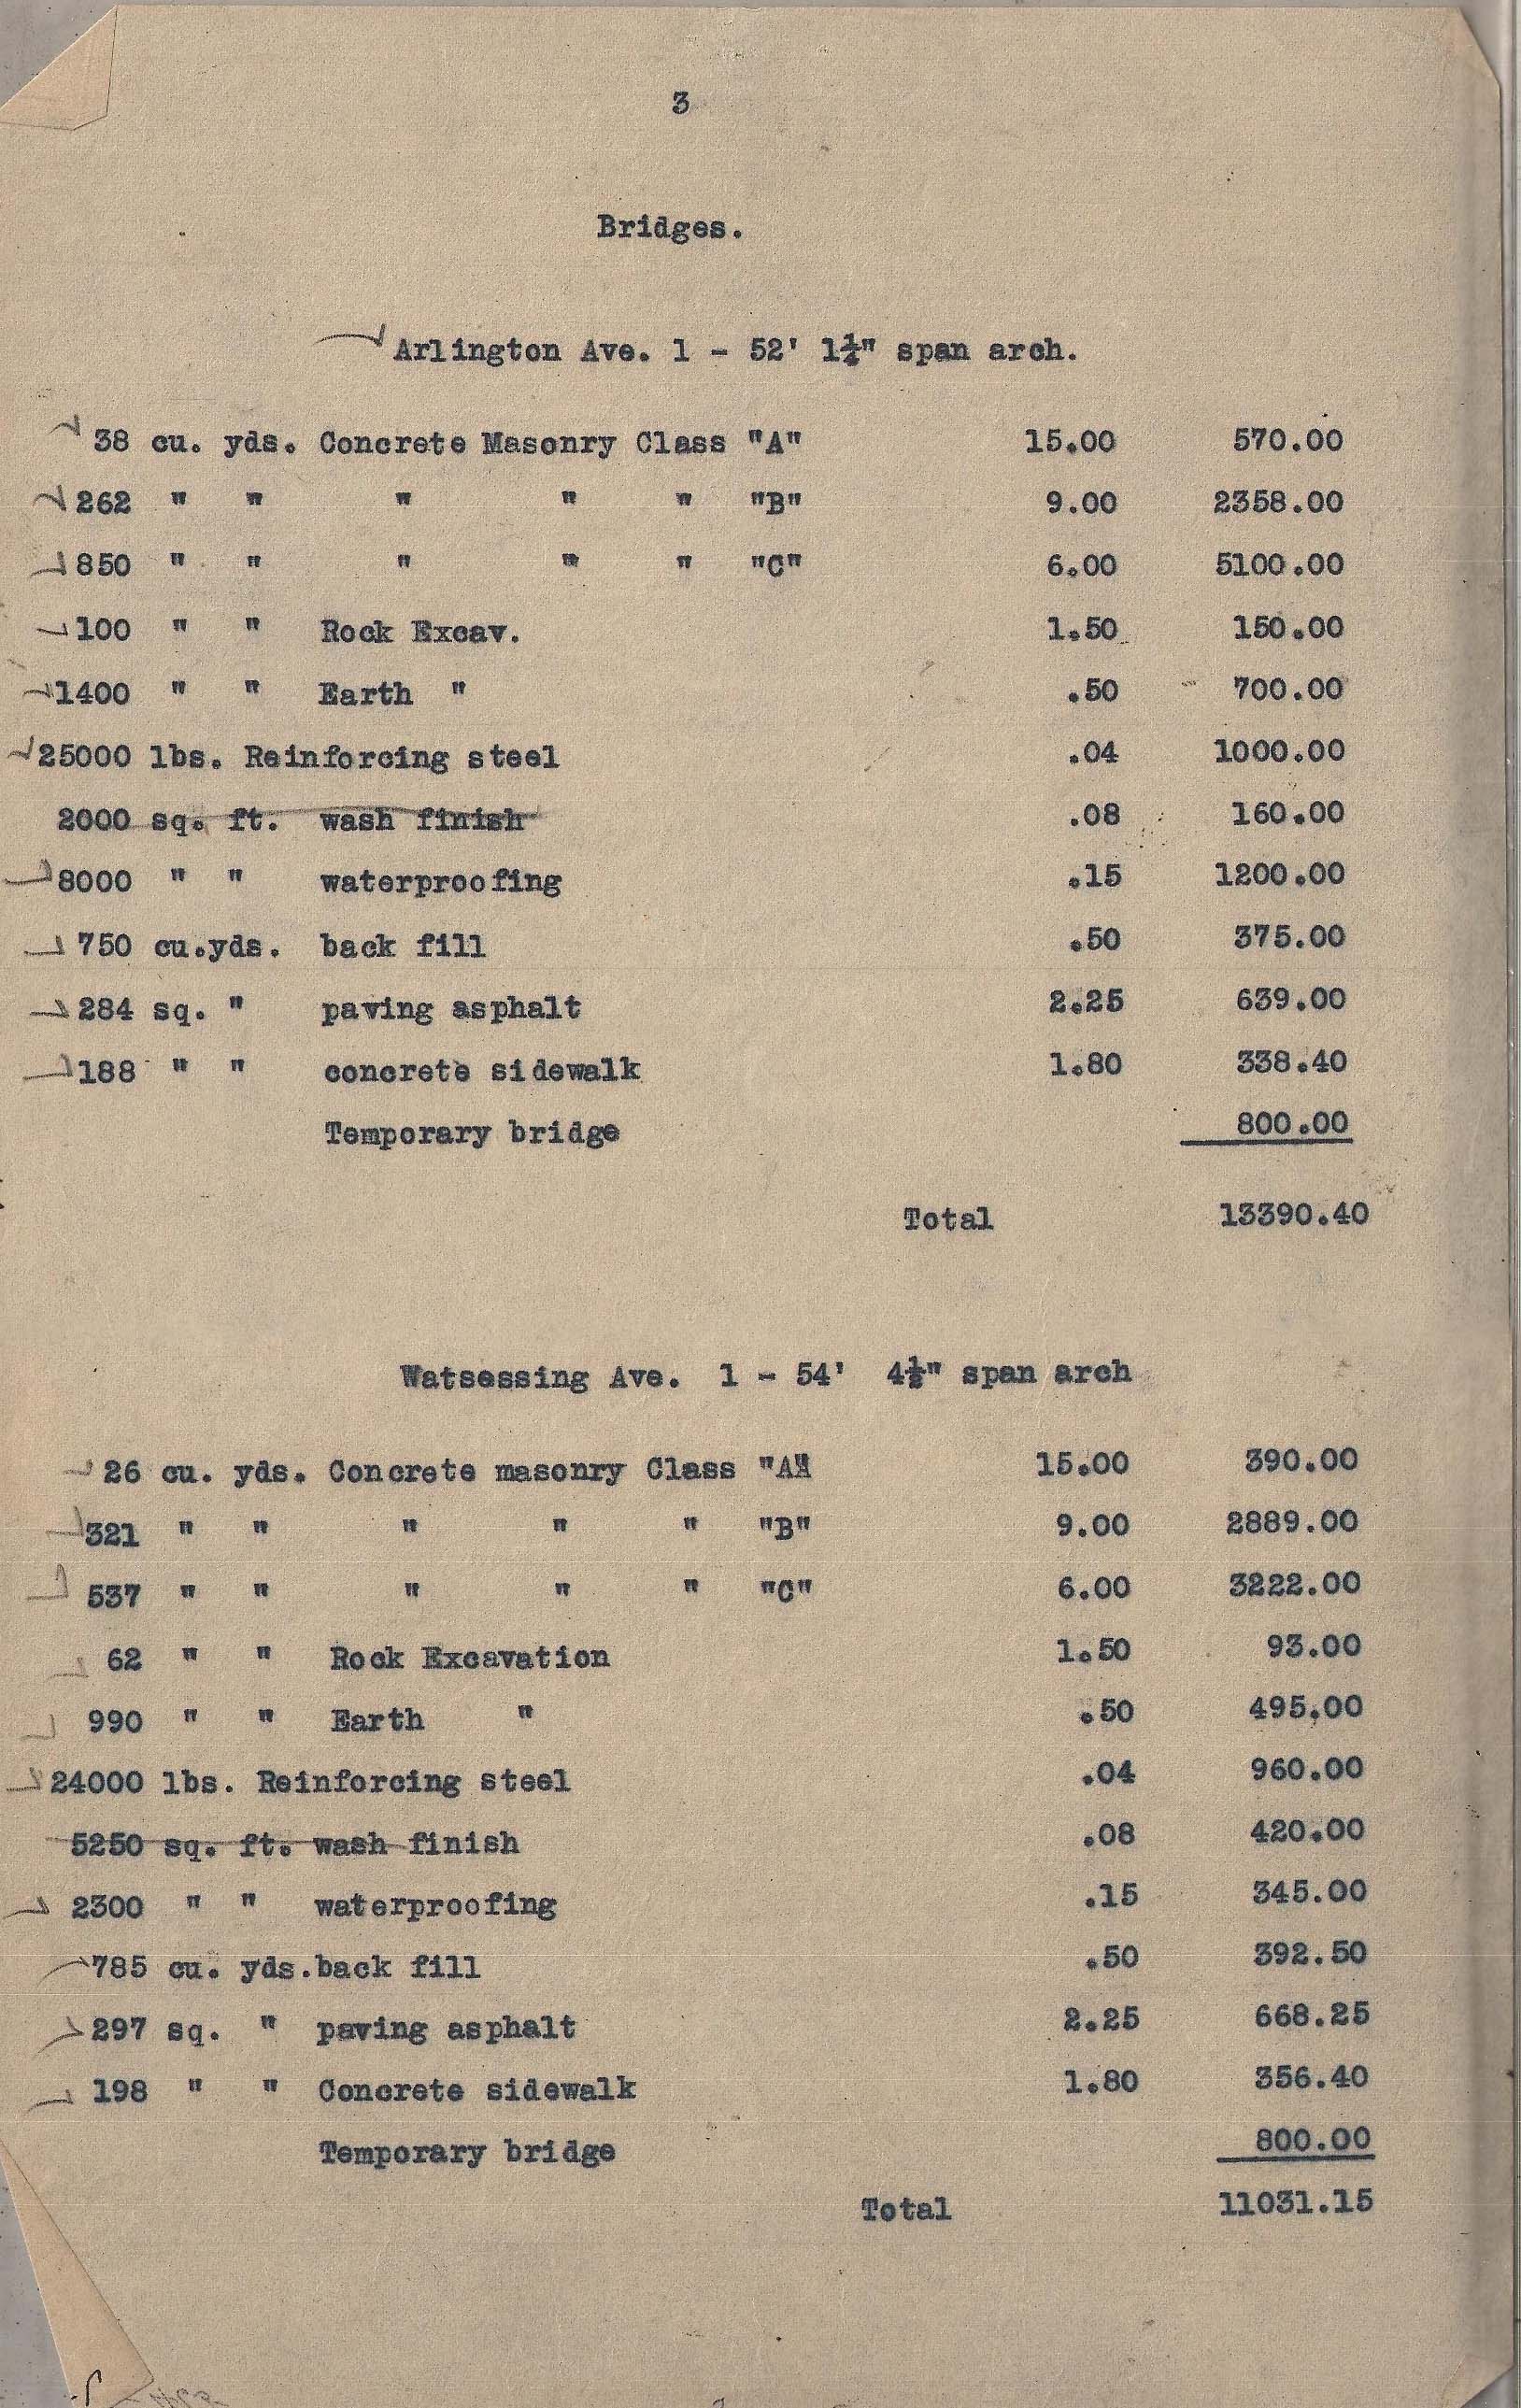 3
Bridges.
Arlington Ave. 1 - 52' 1¼" span arch.
38 cu. yds. Concrete Masonry Class "A" 15.00 570.00
262 " " " " " "B" 9.00 2358.00
850 " " " " " "C" 6.00 5100.00
100 " " Rock Excav. 1.50 150.00
1400 " " Earth " .50 700.00
25000 lbs. Reinforcing steel .04 1000.00
2000 sq. ft. wash finish .08 160.00
8000 " " waterproofing .15 1200.00
750 cu.yds. back fill .50 375.00
284 sq. " paving asphalt 2.25 639.00
188 " " concrete sidewalk 1.80 338.40
Temporary bridge 800.00
Total 13390.40
Watsessing Ave. 1 - 54' 4½" span arch
26 cu. yds. Concrete masonry Class "A" 15.00 390.00
321 " " " " " "B" 9.00 2889.00
537 " " " " " "C" 6.00 3222.00
62 " " Rock Excavation 1.50 93.00
990 " " Earth " .50 495.00
24000 lbs. Reinforcing steel .04 960.00
5250 sq. ft. wash finish .08 420.00
2300 " " waterproofing .15 345.00
785 cu. yds.back fill .50 392.50
297 sq. " paving asphalt 2.25 668.25
198 " " Concrete sidewalk 1.80 356.40
Temporary bridge 800.00
Total 11031.15